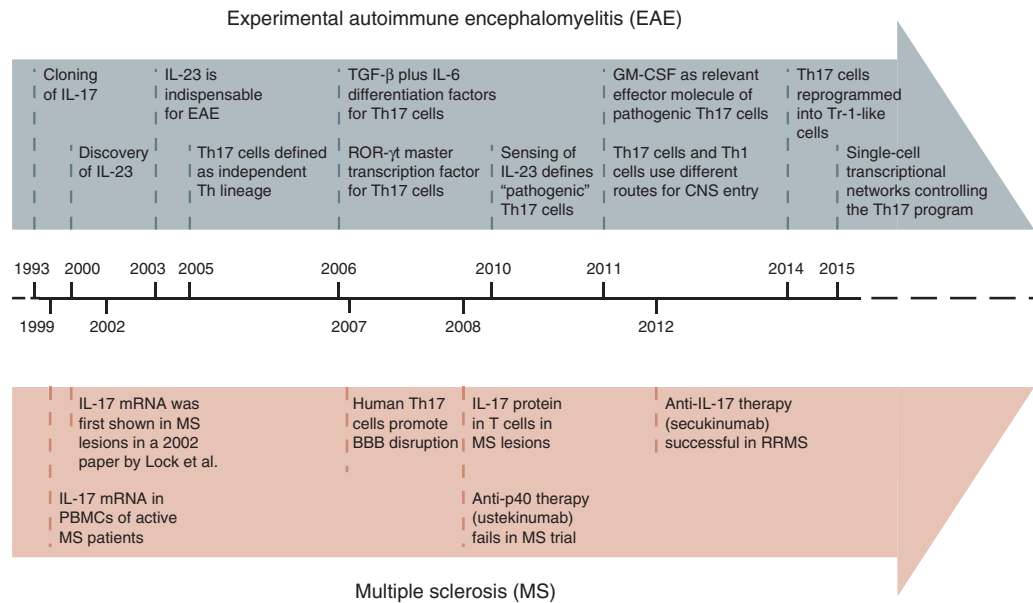 Experimental autoimmune encephalomyelitis (EAE)
Cloning
of IL-17
IL-23 is
indispensable
for EAE
TGF-β plus IL-6
differentiation factors
for Th17 cells
GM-CSF as relevant
effector molecule of
pathogenic Th17 cells
Th17 cells
reprogrammed
into Tr-1-like
cells
Discovery
of IL-23
Th17 cells defined
as independent
Th lineage
ROR-γt master
transcription factor
for Th17 cells
Sensing of
IL-23 defines
“pathogenic”
Th17 cells
Th17 cells and Th1
cells use different
routes for CNS entry
Single-cell
transcriptional
networks controlling
the Th17 program
1993 2000 2003 2005 2006 2010 2011 2014 2015
1999 2002 2007 2008 2012
IL-17 mRNA was
first shown in MS
lesions in a 2002
paper by Lock et al.
Human Th17
cells promote
BBB disruption
IL-17 protein
in T cells in
MS lesions
Anti-IL-17 therapy
(secukinumab)
successful in RRMS
IL-17 mRNA in
PBMCs of active
MS patients
Anti-p40 therapy
(ustekinumab)
fails in MS trial
Multiple sclerosis (MS)